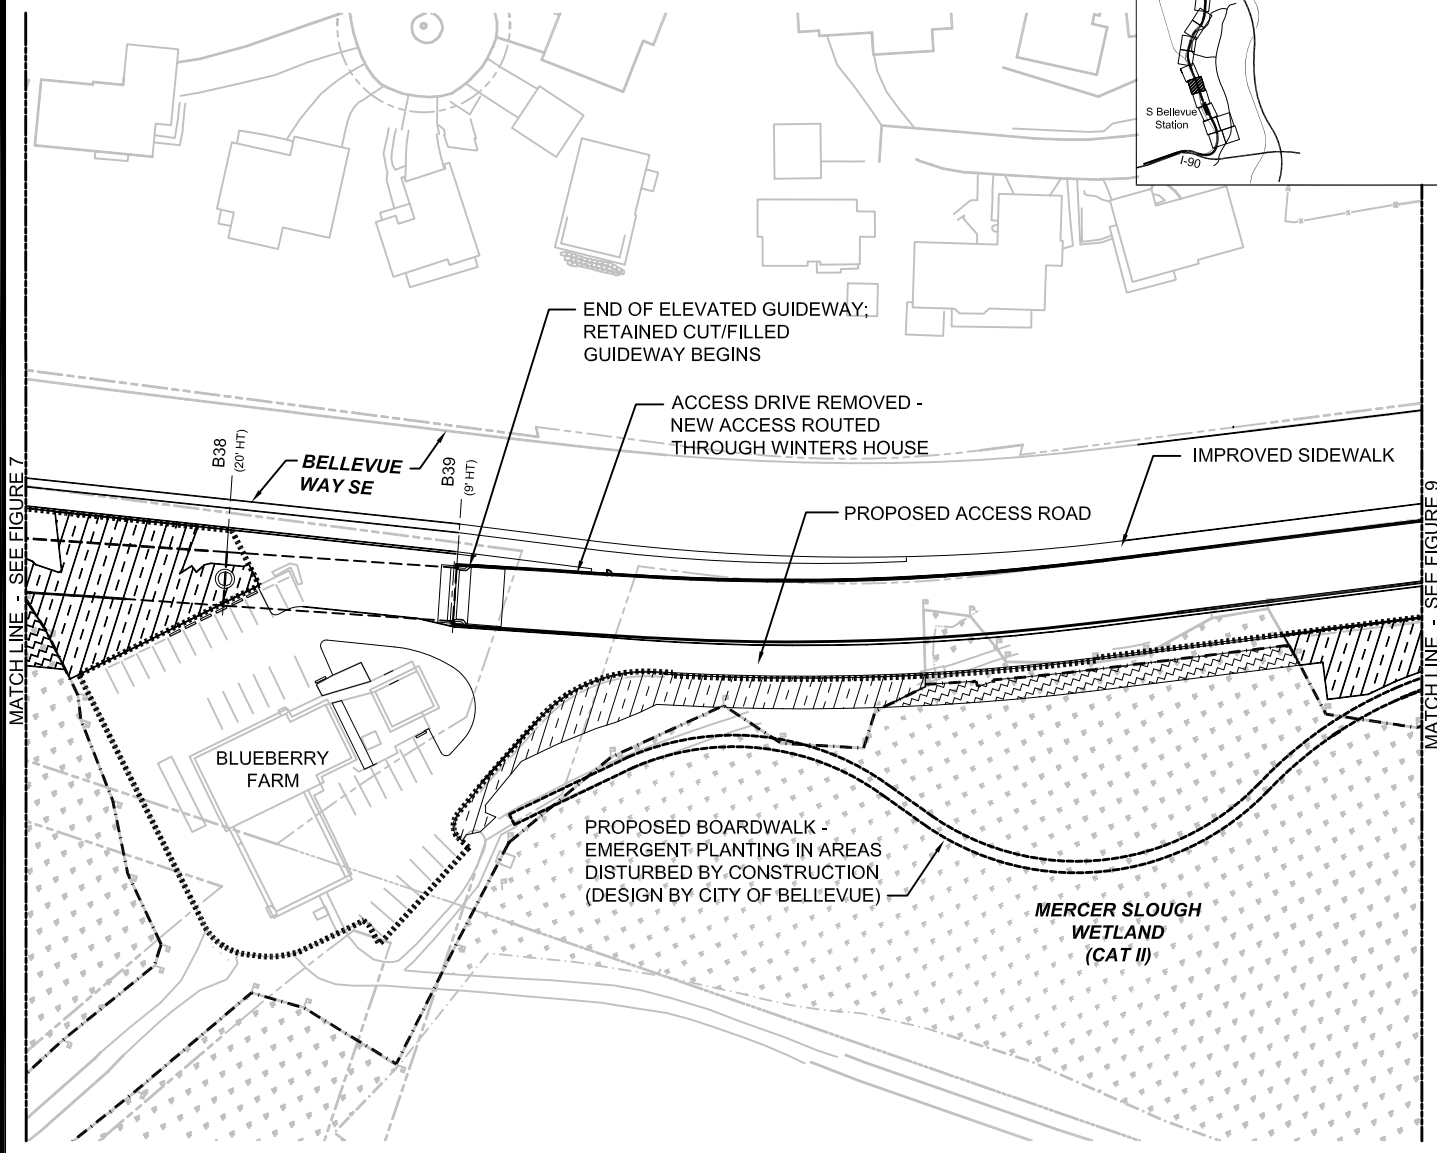 S Bellevue
Station
I-90
END OF ELEVATED GUIDEWAY;
RETAINED CUT/FILLED
GUIDEWAY BEGINS
ACCESS DRIVE REMOVED -
NEW ACCESS ROUTED
THROUGH WINTERS HOUSE
B38
(20' HT)
BELLEVUE
WAY SE
B39
(9' HT)
IMPROVED SIDEWALK
PROPOSED ACCESS ROAD
MATCH LINE - SEE FIGURE 7
MATCH LINE - SEE FIGURE 9
BLUEBERRY
FARM
PROPOSED BOARDWALK -
EMERGENT PLANTING IN AREAS
DISTURBED BY CONSTRUCTION
(DESIGN BY CITY OF BELLEVUE)
MERCER SLOUGH
WETLAND
(CAT II)